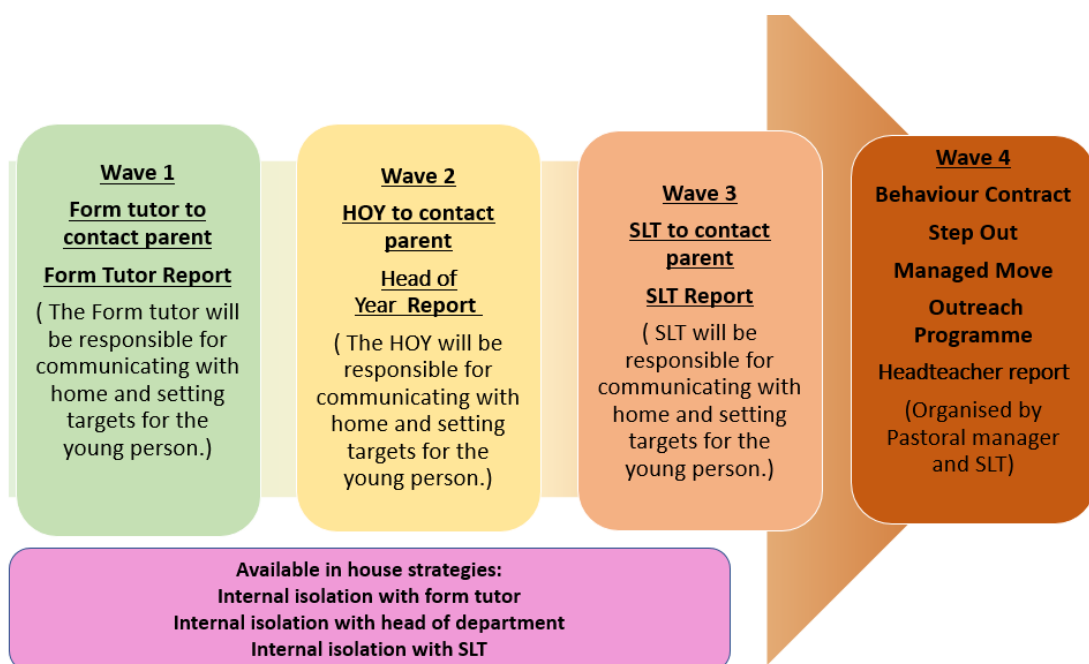 Wave 1
Form tutor to
contact parent
Form Tutor Report
( The Form tutor will
be responsible for
communicating with
home and setting
targets for the
young person.)
Wave 2
HOY to contact
parent
Head of
Year Report
( The HOY will be
responsible for
communicating with
home and setting
targets for the
young person.)
Wave 3
SLT to contact
parent
SLT Report
( SLT will be
responsible for
communicating with
home and setting
targets for the
young person.)
Wave 4
Behaviour Contract
Step Out
Managed Move
Outreach
Programme
Headteacher report
(Organised by
Pastoral manager
and SLT)
Available in house strategies:
Internal isolation with form tutor
Internal isolation with head of department
Internal isolation with SLT